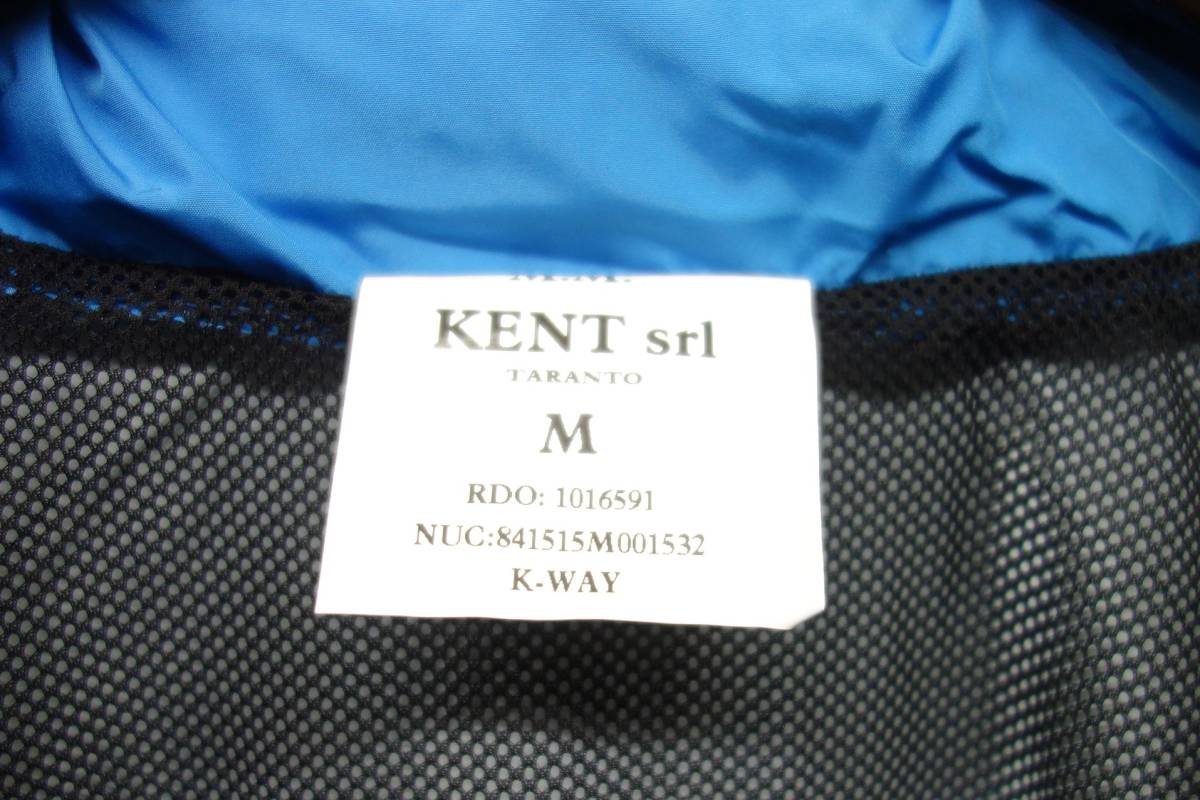 M.M.
KENT srl
TARANTO
M
RDO: 1016591
NUC:841515M001532
K-WAY